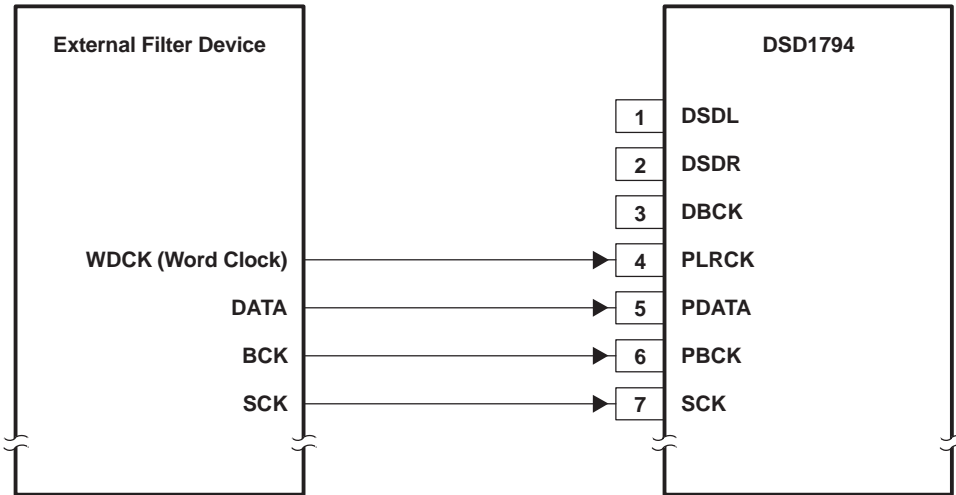 External Filter Device
DSD1794
1 DSDL
2 DSDR
3 DBCK
WDCK (Word Clock) 4 PLRCK
DATA 5 PDATA
BCK 6 PBCK
SCK 7 SCK